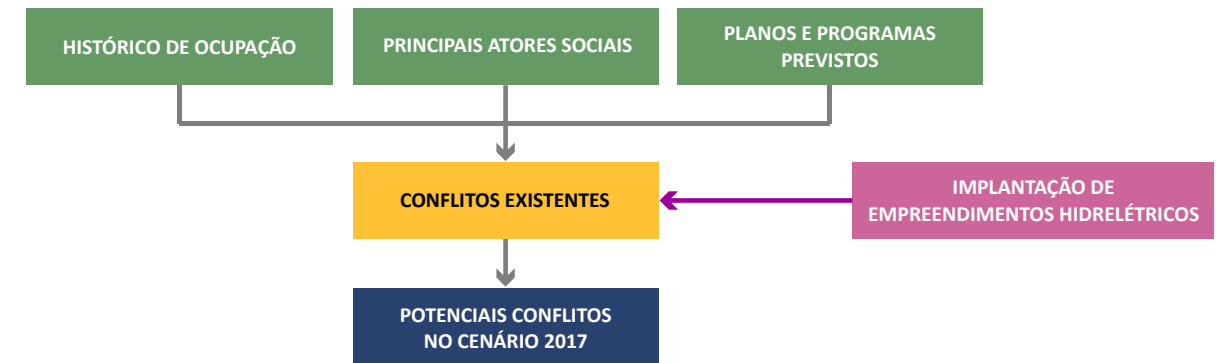 HISTÓRICO DE OCUPAÇÃO
PRINCIPAIS ATORES SOCIAIS
PLANOS E PROGRAMAS
PREVISTOS
CONFLITOS EXISTENTES
IMPLANTAÇÃO DE
EMPREENDIMENTOS HIDRELÉTRICOS
POTENCIAIS CONFLITOS
NO CENÁRIO 2017